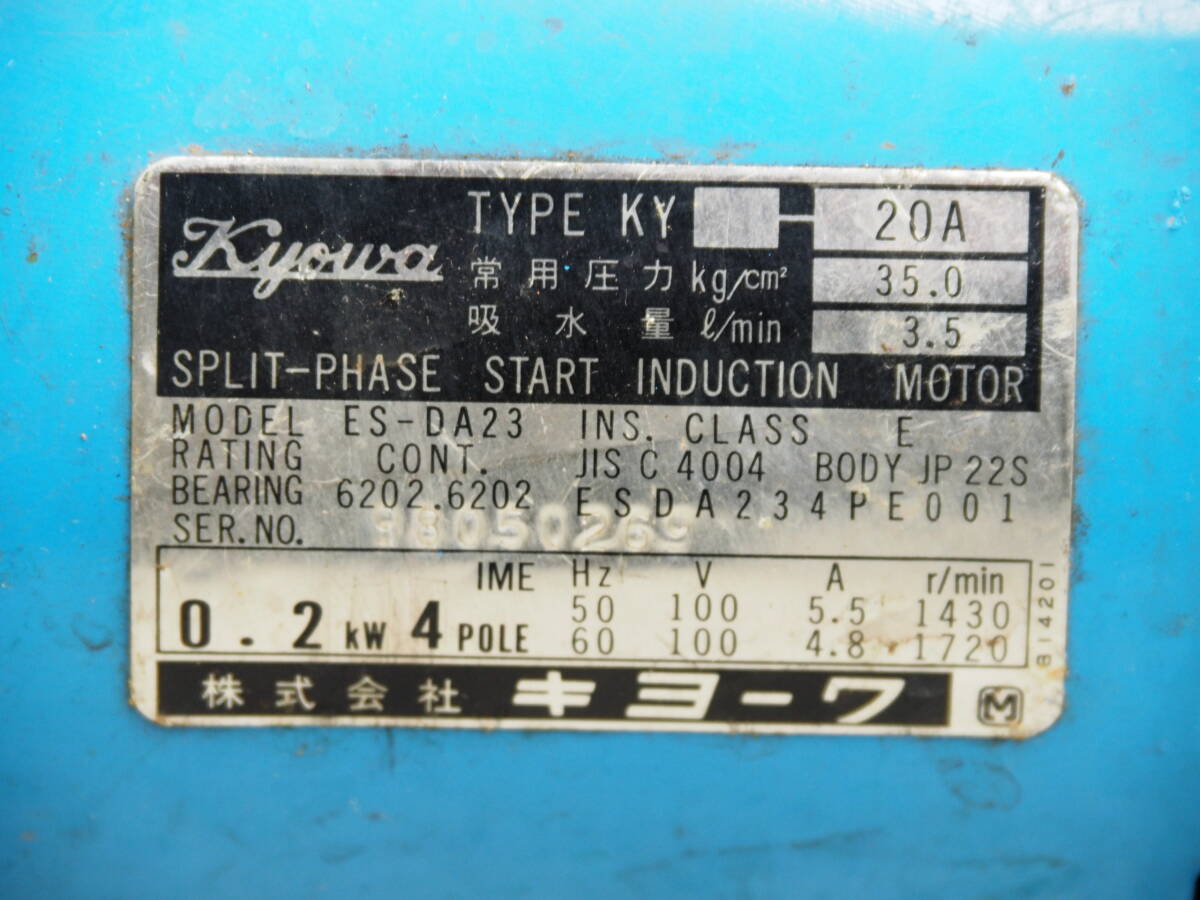 Kyowa
TYPE KY - 20A
常用圧力 kg/cm² 35.0
吸水量 ℓ/min 3.5
SPLIT-PHASE START INDUCTION MOTOR
MODEL ES-DA23 INS. CLASS E
RATING CONT. JIS C 4004 BODY JP 22S
BEARING 6202.6202 ESDA234PE001
SER. NO.
IME Hz V A r/min
0.2 kW 4 POLE
50 100 5.5 1430
60 100 4.8 1720
814201
株式会社 キヨーワ
M